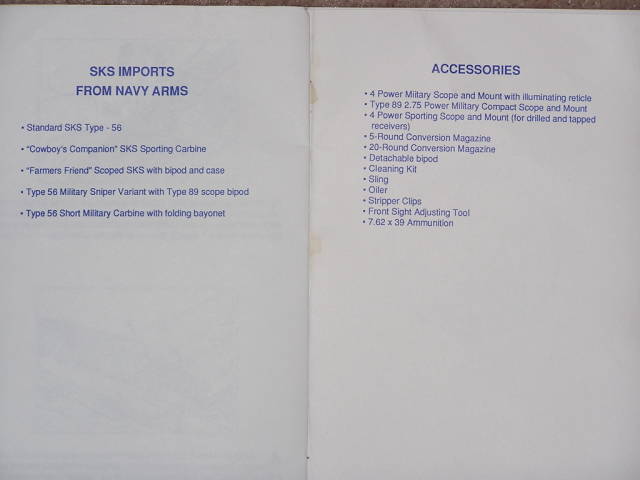 SKS IMPORTS
FROM NAVY ARMS
• Standard SKS Type - 56
• "Cowboy's Companion" SKS Sporting Carbine
• "Farmers Friend" Scoped SKS with bipod and case
• Type 56 Military Sniper Variant with Type 89 scope bipod
• Type 56 Short Military Carbine with folding bayonet
ACCESSORIES
• 4 Power Military Scope and Mount with illuminating reticle
• Type 89 2.75 Power Military Compact Scope and Mount
• 4 Power Sporting Scope and Mount (for drilled and tapped
receivers)
• 5-Round Conversion Magazine
• 20-Round Conversion Magazine
• Detachable bipod
• Cleaning Kit
• Sling
• Oiler
• Stripper Clips
• Front Sight Adjusting Tool
• 7.62 x 39 Ammunition